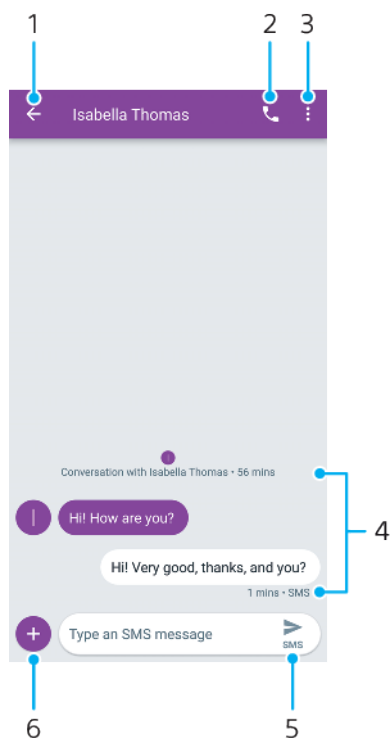 1 2 3
Isabella Thomas
I
Conversation with Isabella Thomas • 56 mins
I Hi! How are you?
4
Hi! Very good, thanks, and you?
1 mins • SMS
+ Type an SMS message
SMS
6 5